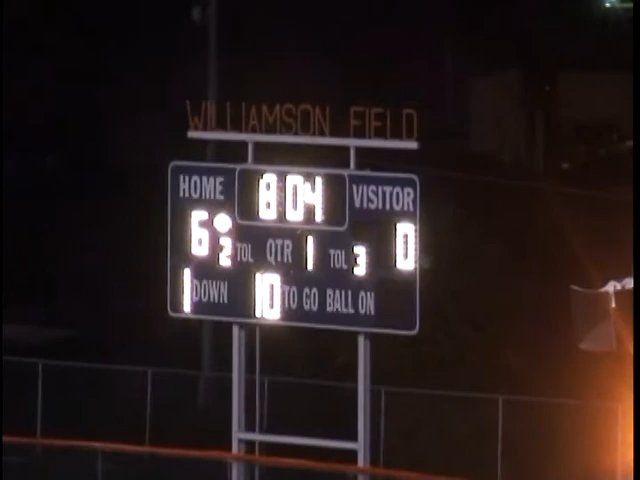 WILLIAMSON FIELD
HOME 8 04 VISITOR
6 2 TOL QTR 1 TOL 3 0
1 DOWN 10 TO GO BALL ON